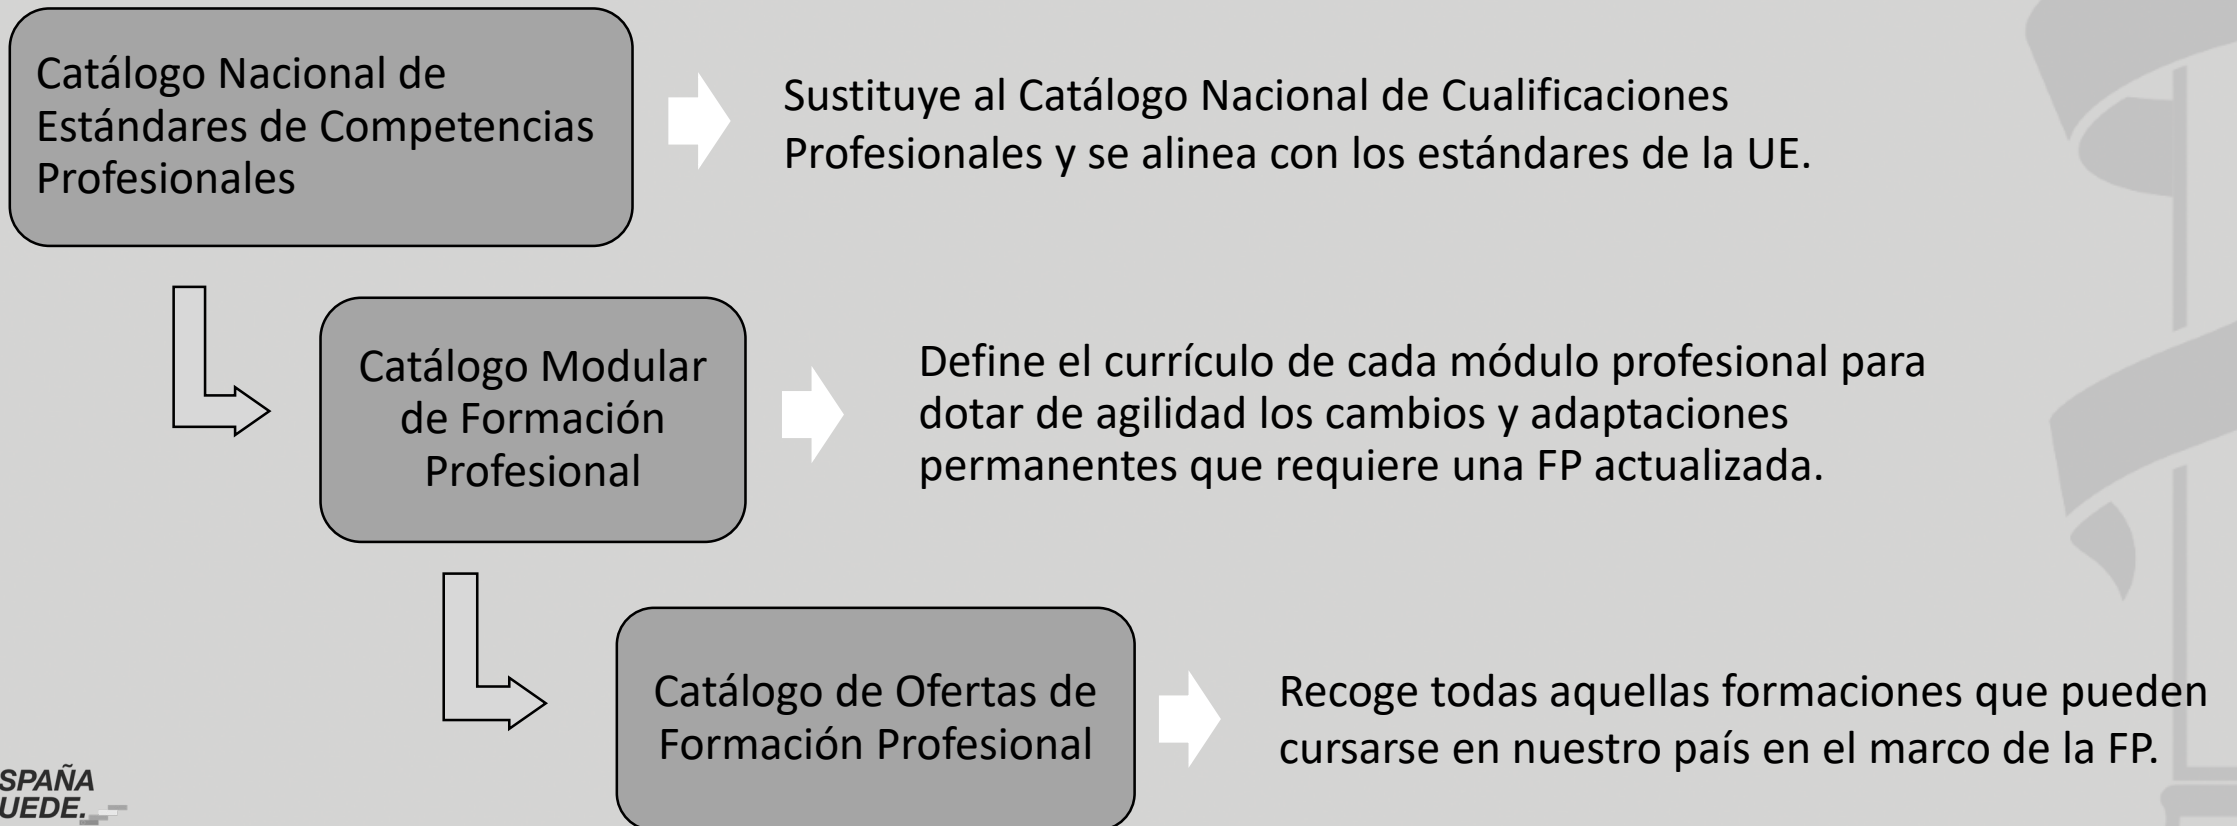 Catálogo Nacional de
Estándares de Competencias
Profesionales
Sustituye al Catálogo Nacional de Cualificaciones
Profesionales y se alinea con los estándares de la UE.
Catálogo Modular
de Formación
Profesional
Define el currículo de cada módulo profesional para
dotar de agilidad los cambios y adaptaciones
permanentes que requiere una FP actualizada.
Catálogo de Ofertas de
Formación Profesional
Recoge todas aquellas formaciones que pueden
cursarse en nuestro país en el marco de la FP.
SPAÑA
UEDE.